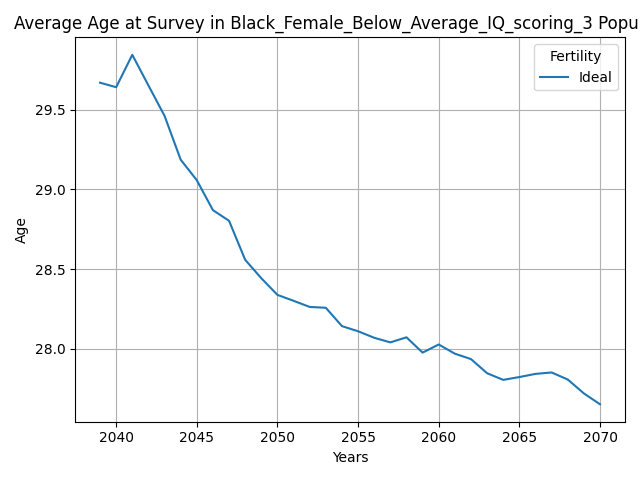 Average Age at Survey in Black_Female_Below_Average_IQ_scoring_3 Popu
Fertility
Ideal
29.5
29.0
28.5
28.0
Age
2040 2045 2050 2055 2060 2065 2070
Years